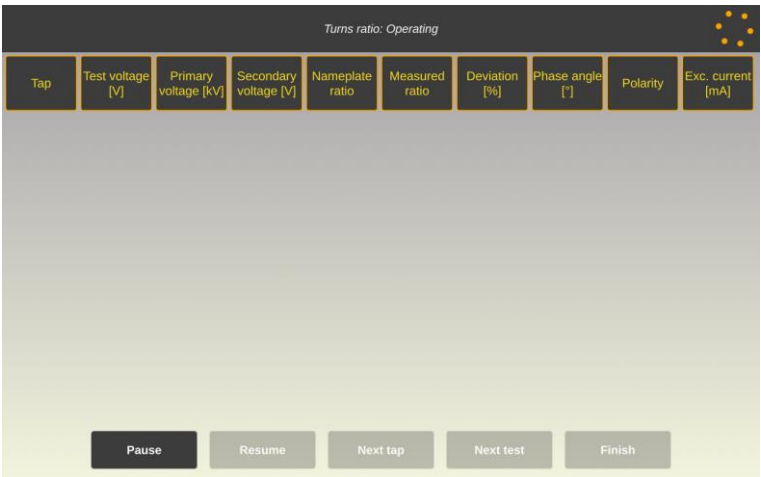 Turns ratio: Operating
Tap
Test voltage
[V]
Primary
voltage [kV]
Secondary
voltage [V]
Nameplate
ratio
Measured
ratio
Deviation
[%]
Phase angle
[°]
Polarity
Exc. current
[mA]
Pause
Resume
Next tap
Next test
Finish